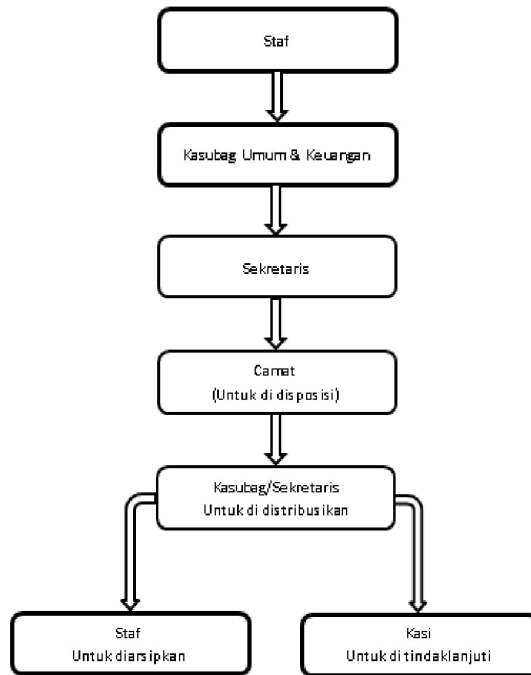 Staf
Kasubag Umum & Keuangan
Sekretaris
Camat
(Untuk di disposisi)
Kasubag/Sekretaris
Untuk di distribusikan
Staf
Untuk diarsipkan
Kasi
Untuk di tindaklanjuti